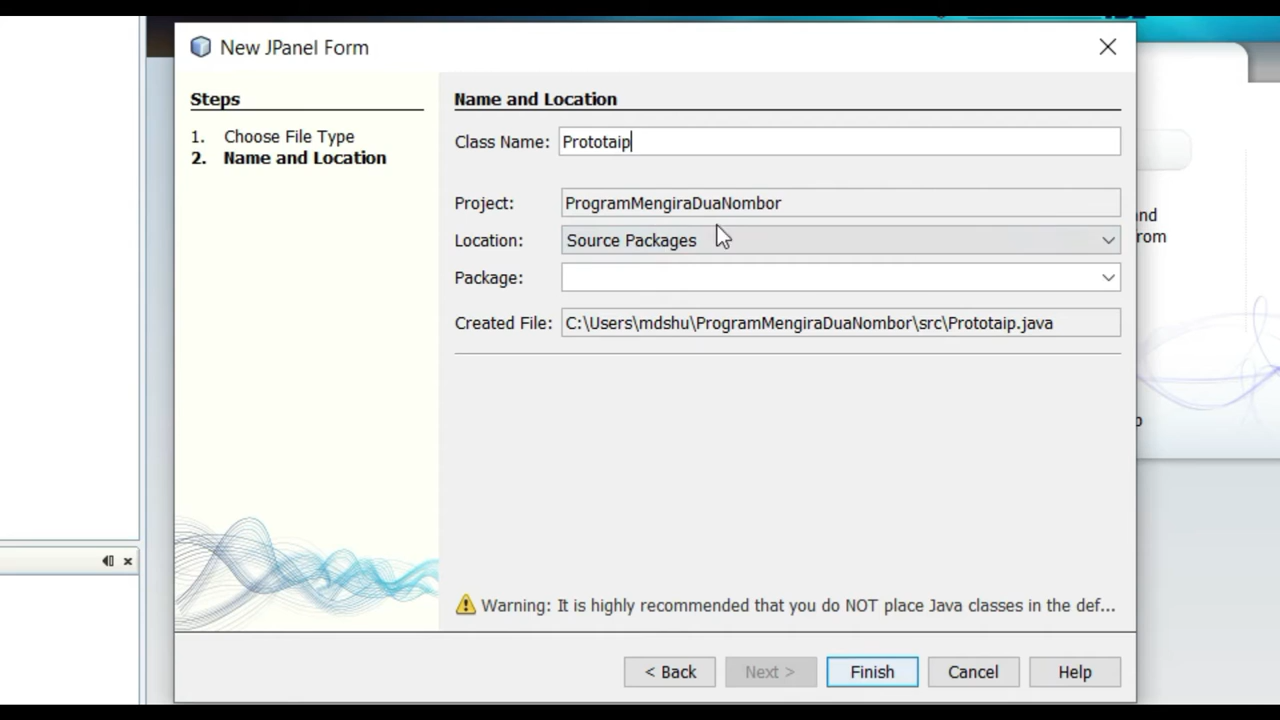 New JPanel Form
Steps
1. Choose File Type
2. Name and Location
Name and Location
Class Name: Prototaip
Project: ProgramMengiraDuaNombor
Location: Source Packages
Package:
Created File: C:\Users\mdshu\ProgramMengiraDuaNombor\src\Prototaip.java
Warning: It is highly recommended that you do NOT place Java classes in the def...
< Back
Next >
Finish
Cancel
Help